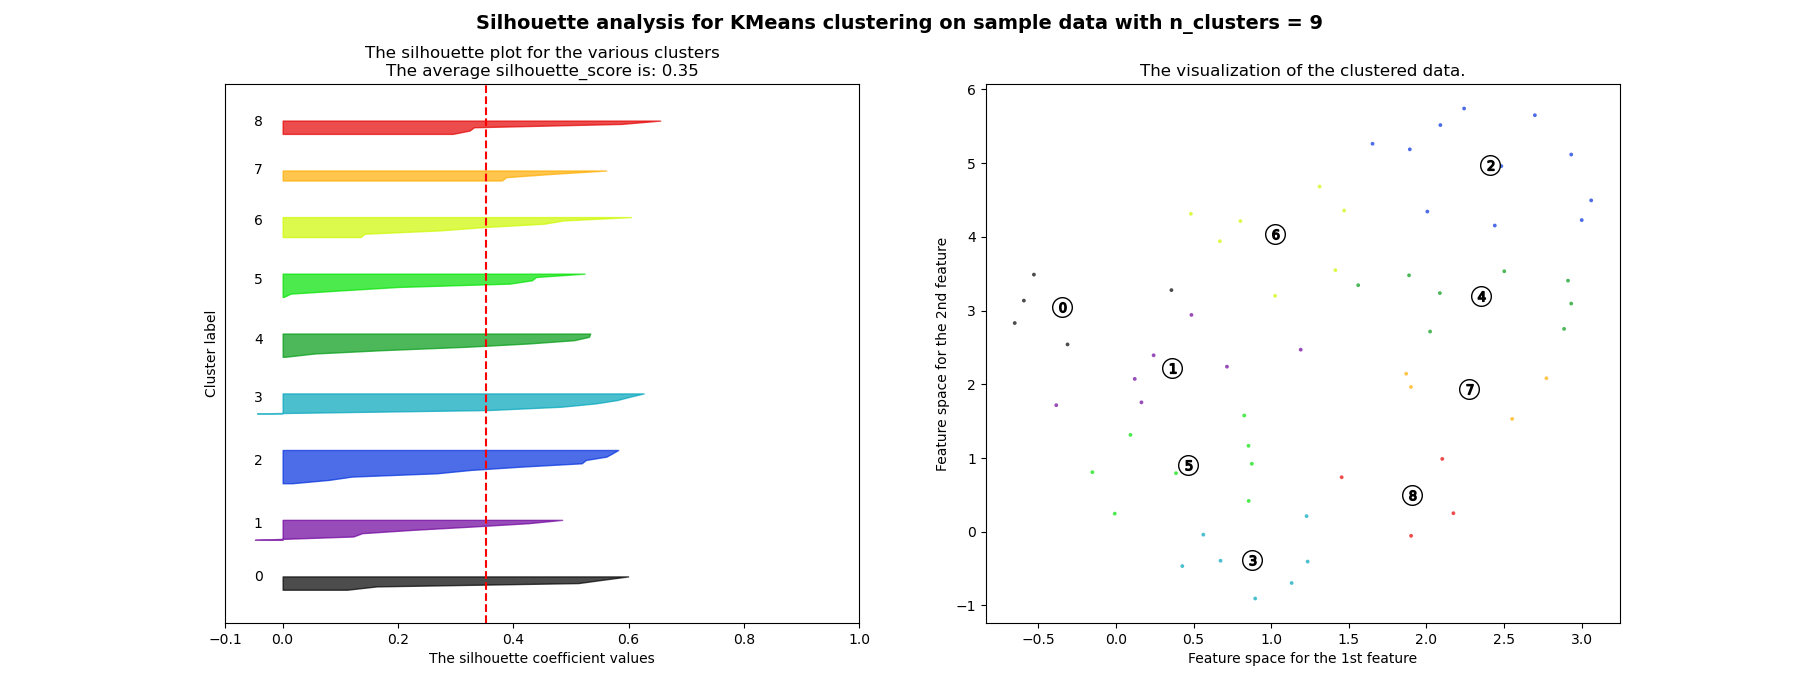 Silhouette analysis for KMeans clustering on sample data with n_clusters = 9
The silhouette plot for the various clusters
The average silhouette_score is: 0.35
Cluster label
8
7
6
5
4
3
2
1
0
−0.1 0.0 0.2 0.4 0.6 0.8 1.0
The silhouette coefficient values
The visualization of the clustered data.
Feature space for the 2nd feature
6
5
4
3
2
1
0
−1
2
6
4
0
1
7
5
8
3
−0.5 0.0 0.5 1.0 1.5 2.0 2.5 3.0
Feature space for the 1st feature